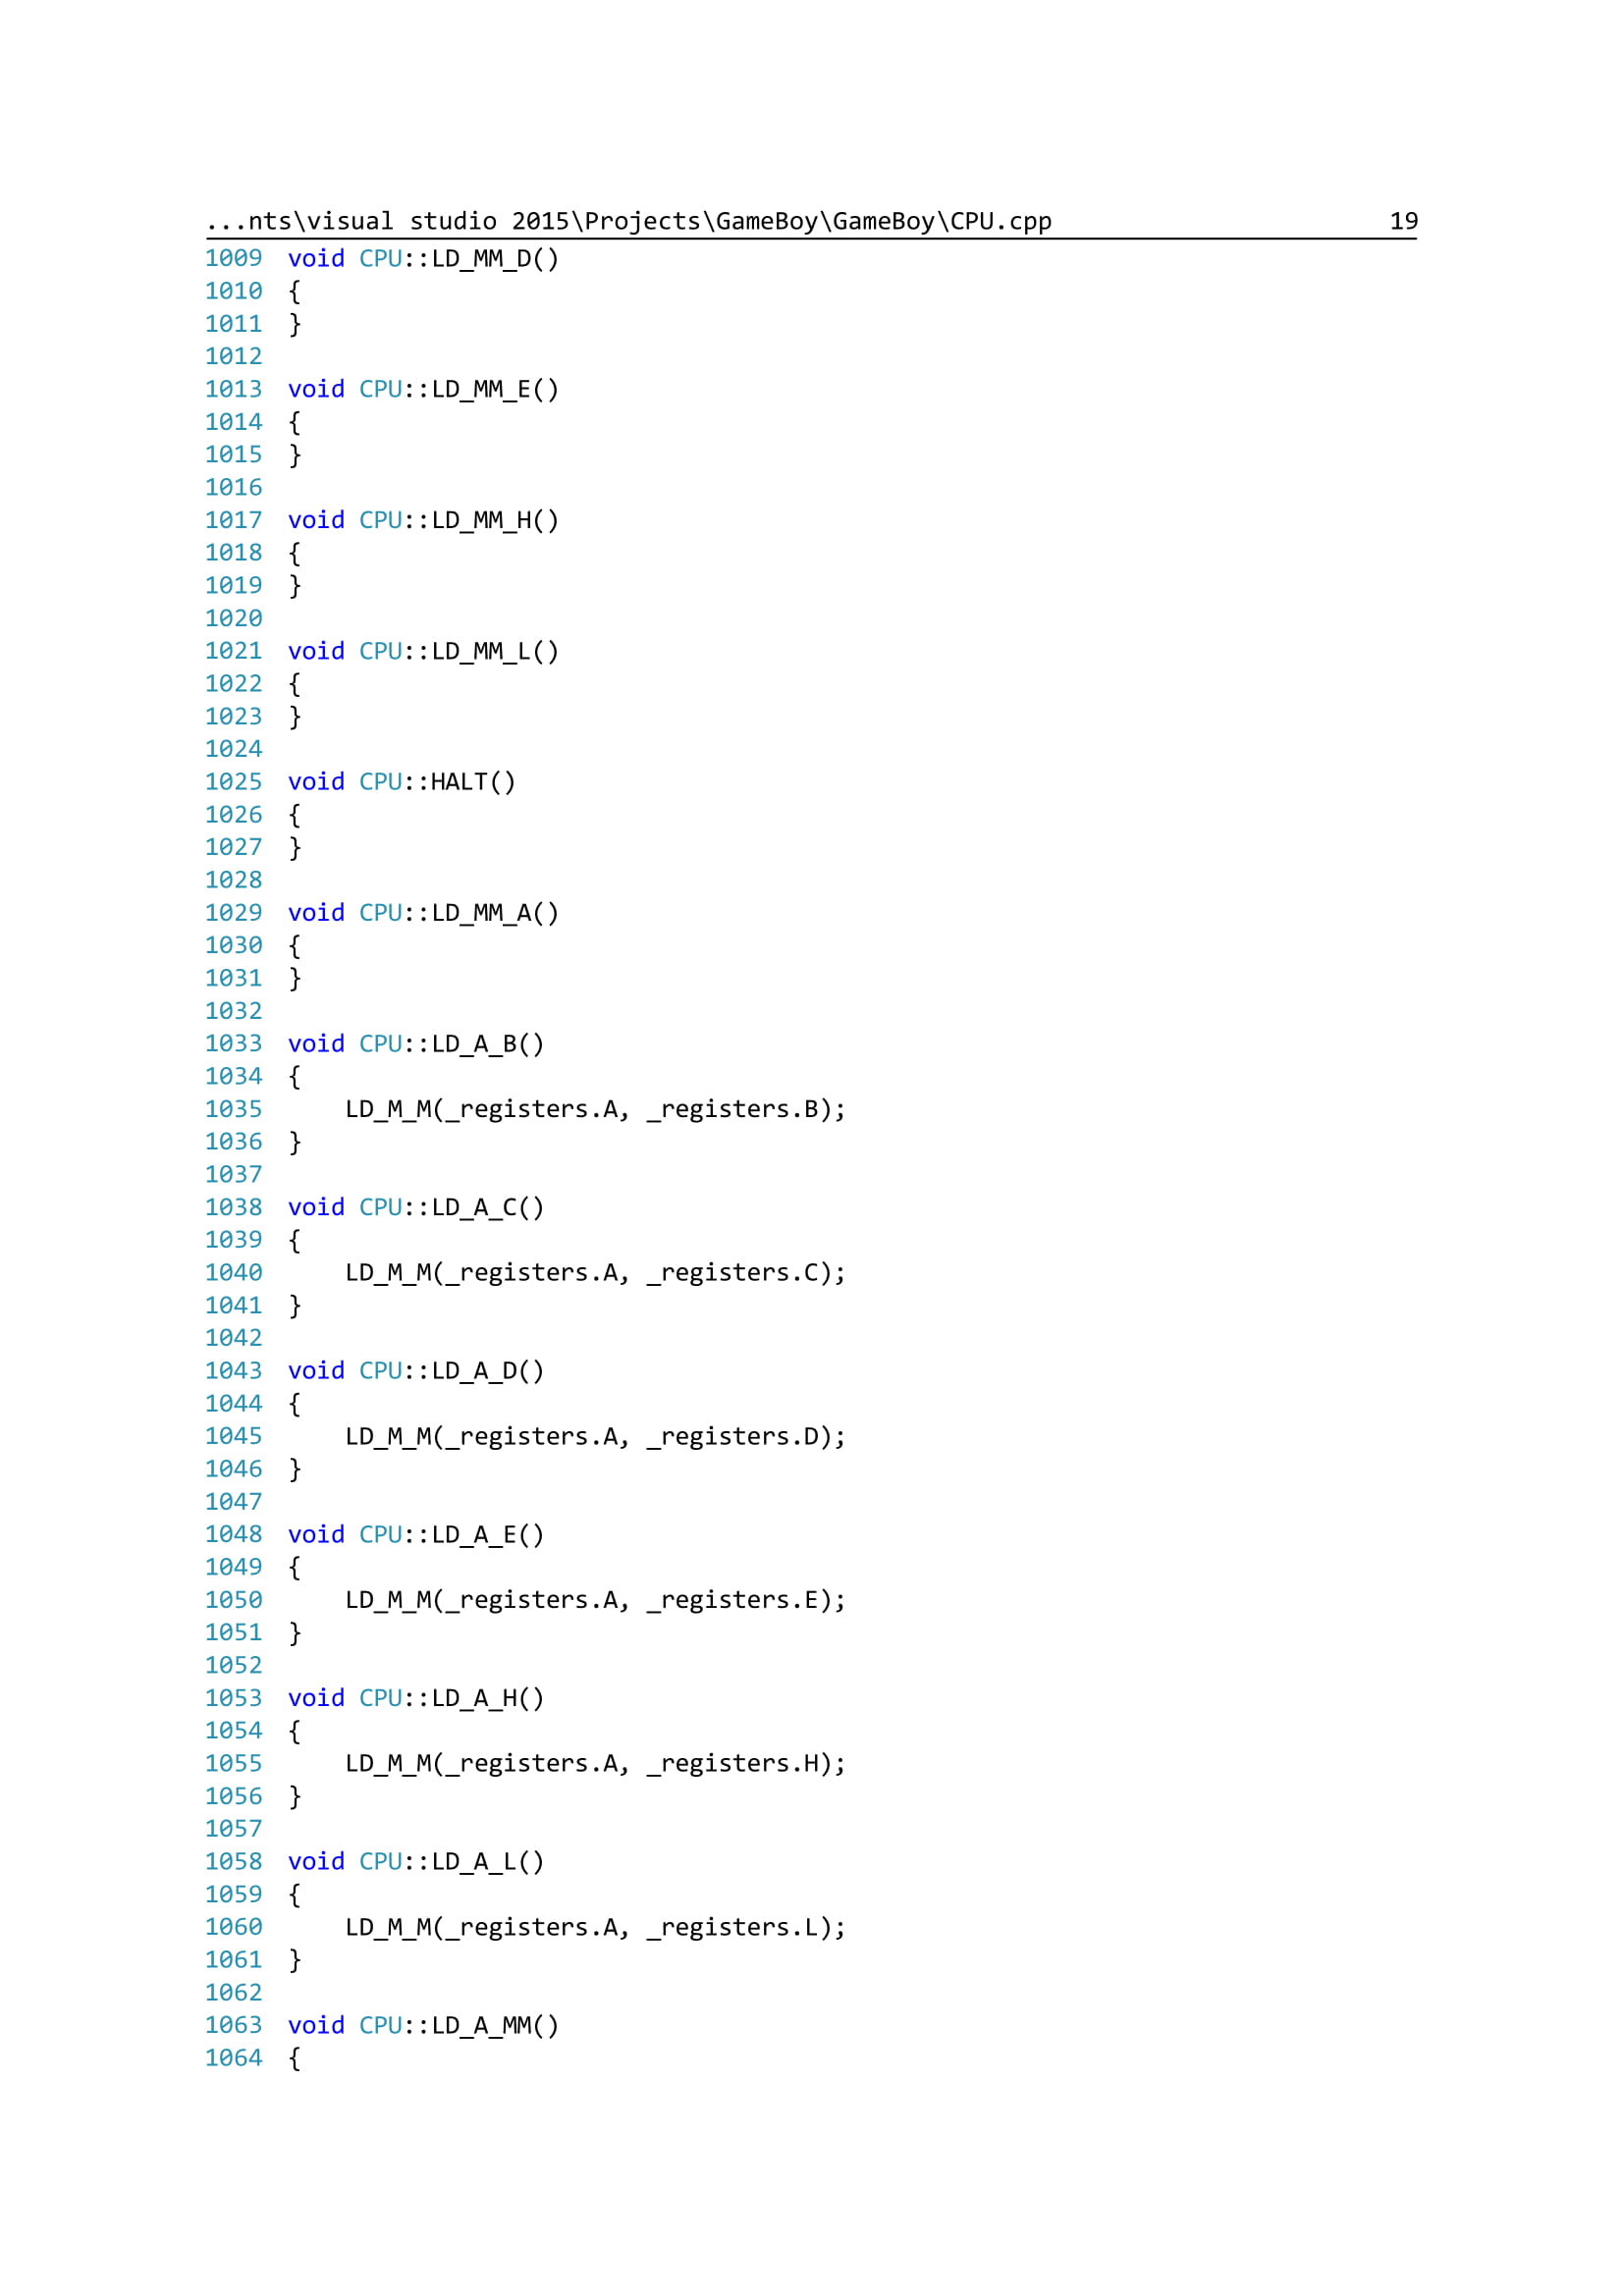 ...nts\visual studio 2015\Projects\GameBoy\GameBoy\CPU.cpp 19
1009 void CPU::LD_MM_D()
1010 {
1011 }
1012
1013 void CPU::LD_MM_E()
1014 {
1015 }
1016
1017 void CPU::LD_MM_H()
1018 {
1019 }
1020
1021 void CPU::LD_MM_L()
1022 {
1023 }
1024
1025 void CPU::HALT()
1026 {
1027 }
1028
1029 void CPU::LD_MM_A()
1030 {
1031 }
1032
1033 void CPU::LD_A_B()
1034 {
1035     LD_M_M(_registers.A, _registers.B);
1036 }
1037
1038 void CPU::LD_A_C()
1039 {
1040     LD_M_M(_registers.A, _registers.C);
1041 }
1042
1043 void CPU::LD_A_D()
1044 {
1045     LD_M_M(_registers.A, _registers.D);
1046 }
1047
1048 void CPU::LD_A_E()
1049 {
1050     LD_M_M(_registers.A, _registers.E);
1051 }
1052
1053 void CPU::LD_A_H()
1054 {
1055     LD_M_M(_registers.A, _registers.H);
1056 }
1057
1058 void CPU::LD_A_L()
1059 {
1060     LD_M_M(_registers.A, _registers.L);
1061 }
1062
1063 void CPU::LD_A_MM()
1064 {